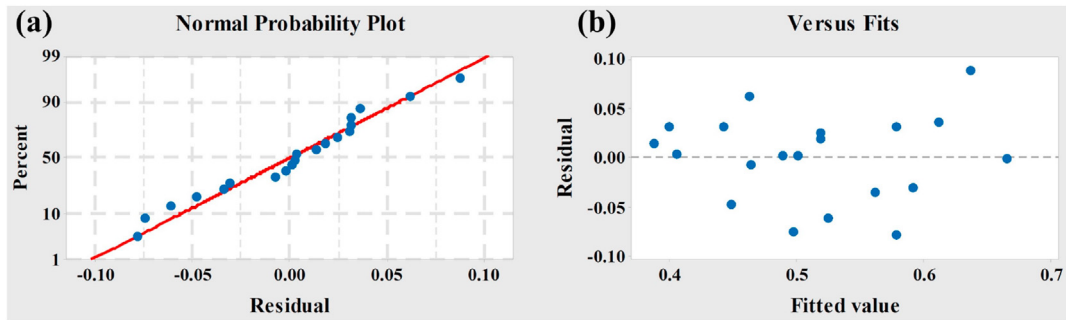 (a) Normal Probability Plot
99
90
50
10
1
Percent
-0.10 -0.05 0.00 0.05 0.10
Residual
(b) Versus Fits
0.10
0.05
0.00
-0.05
-0.10
Residual
0.4 0.5 0.6 0.7
Fitted value